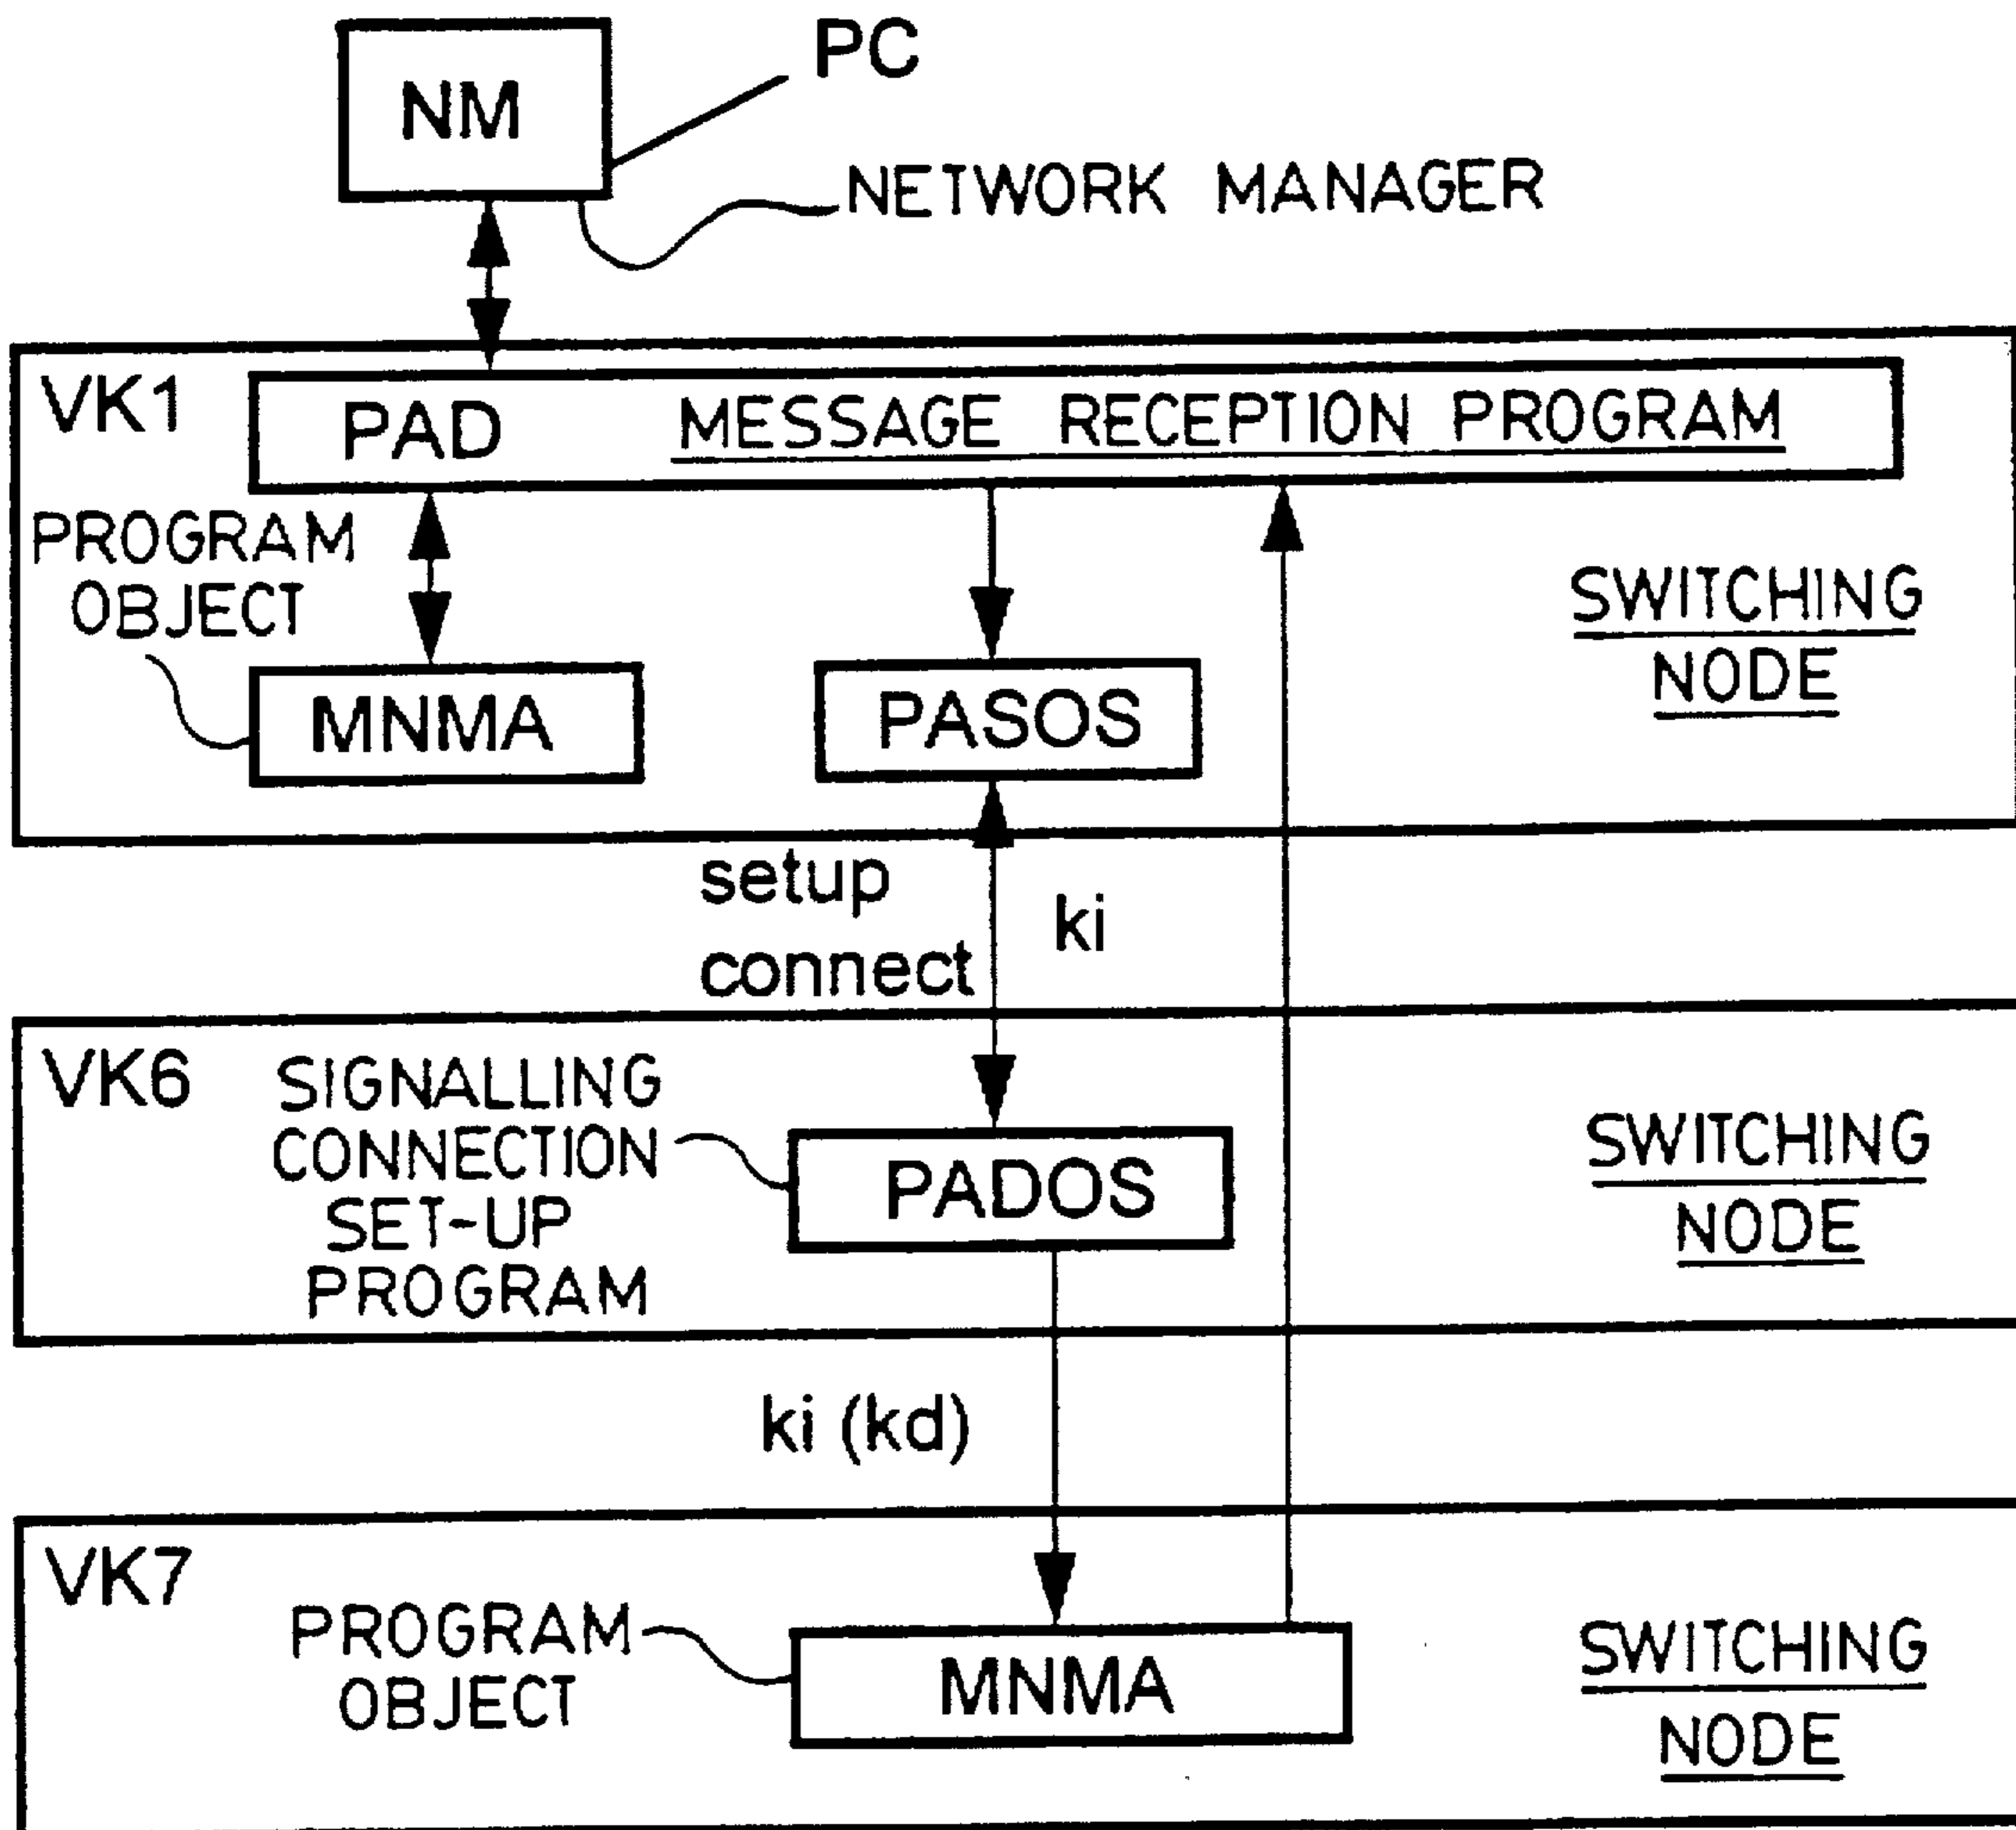 NM
PC
NETWORK MANAGER
VK1
PAD MESSAGE RECEPTION PROGRAM
PROGRAM
OBJECT
SWITCHING
NODE
MNMA
PASOS
setup
ki
connect
VK6
SIGNALLING
CONNECTION
SET-UP
PROGRAM
PADOS
SWITCHING
NODE
ki (kd)
VK7
PROGRAM
OBJECT
MNMA
SWITCHING
NODE